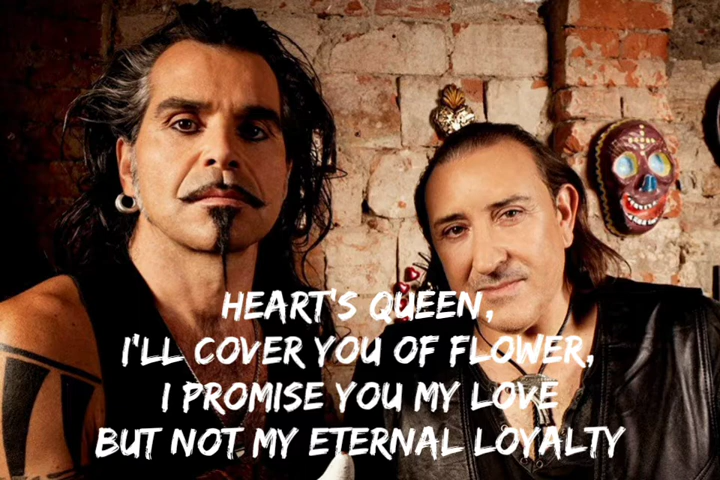 HEART'S QUEEN,
I'LL COVER YOU OF FLOWER,
I PROMISE YOU MY LOVE
BUT NOT MY ETERNAL LOYALTY